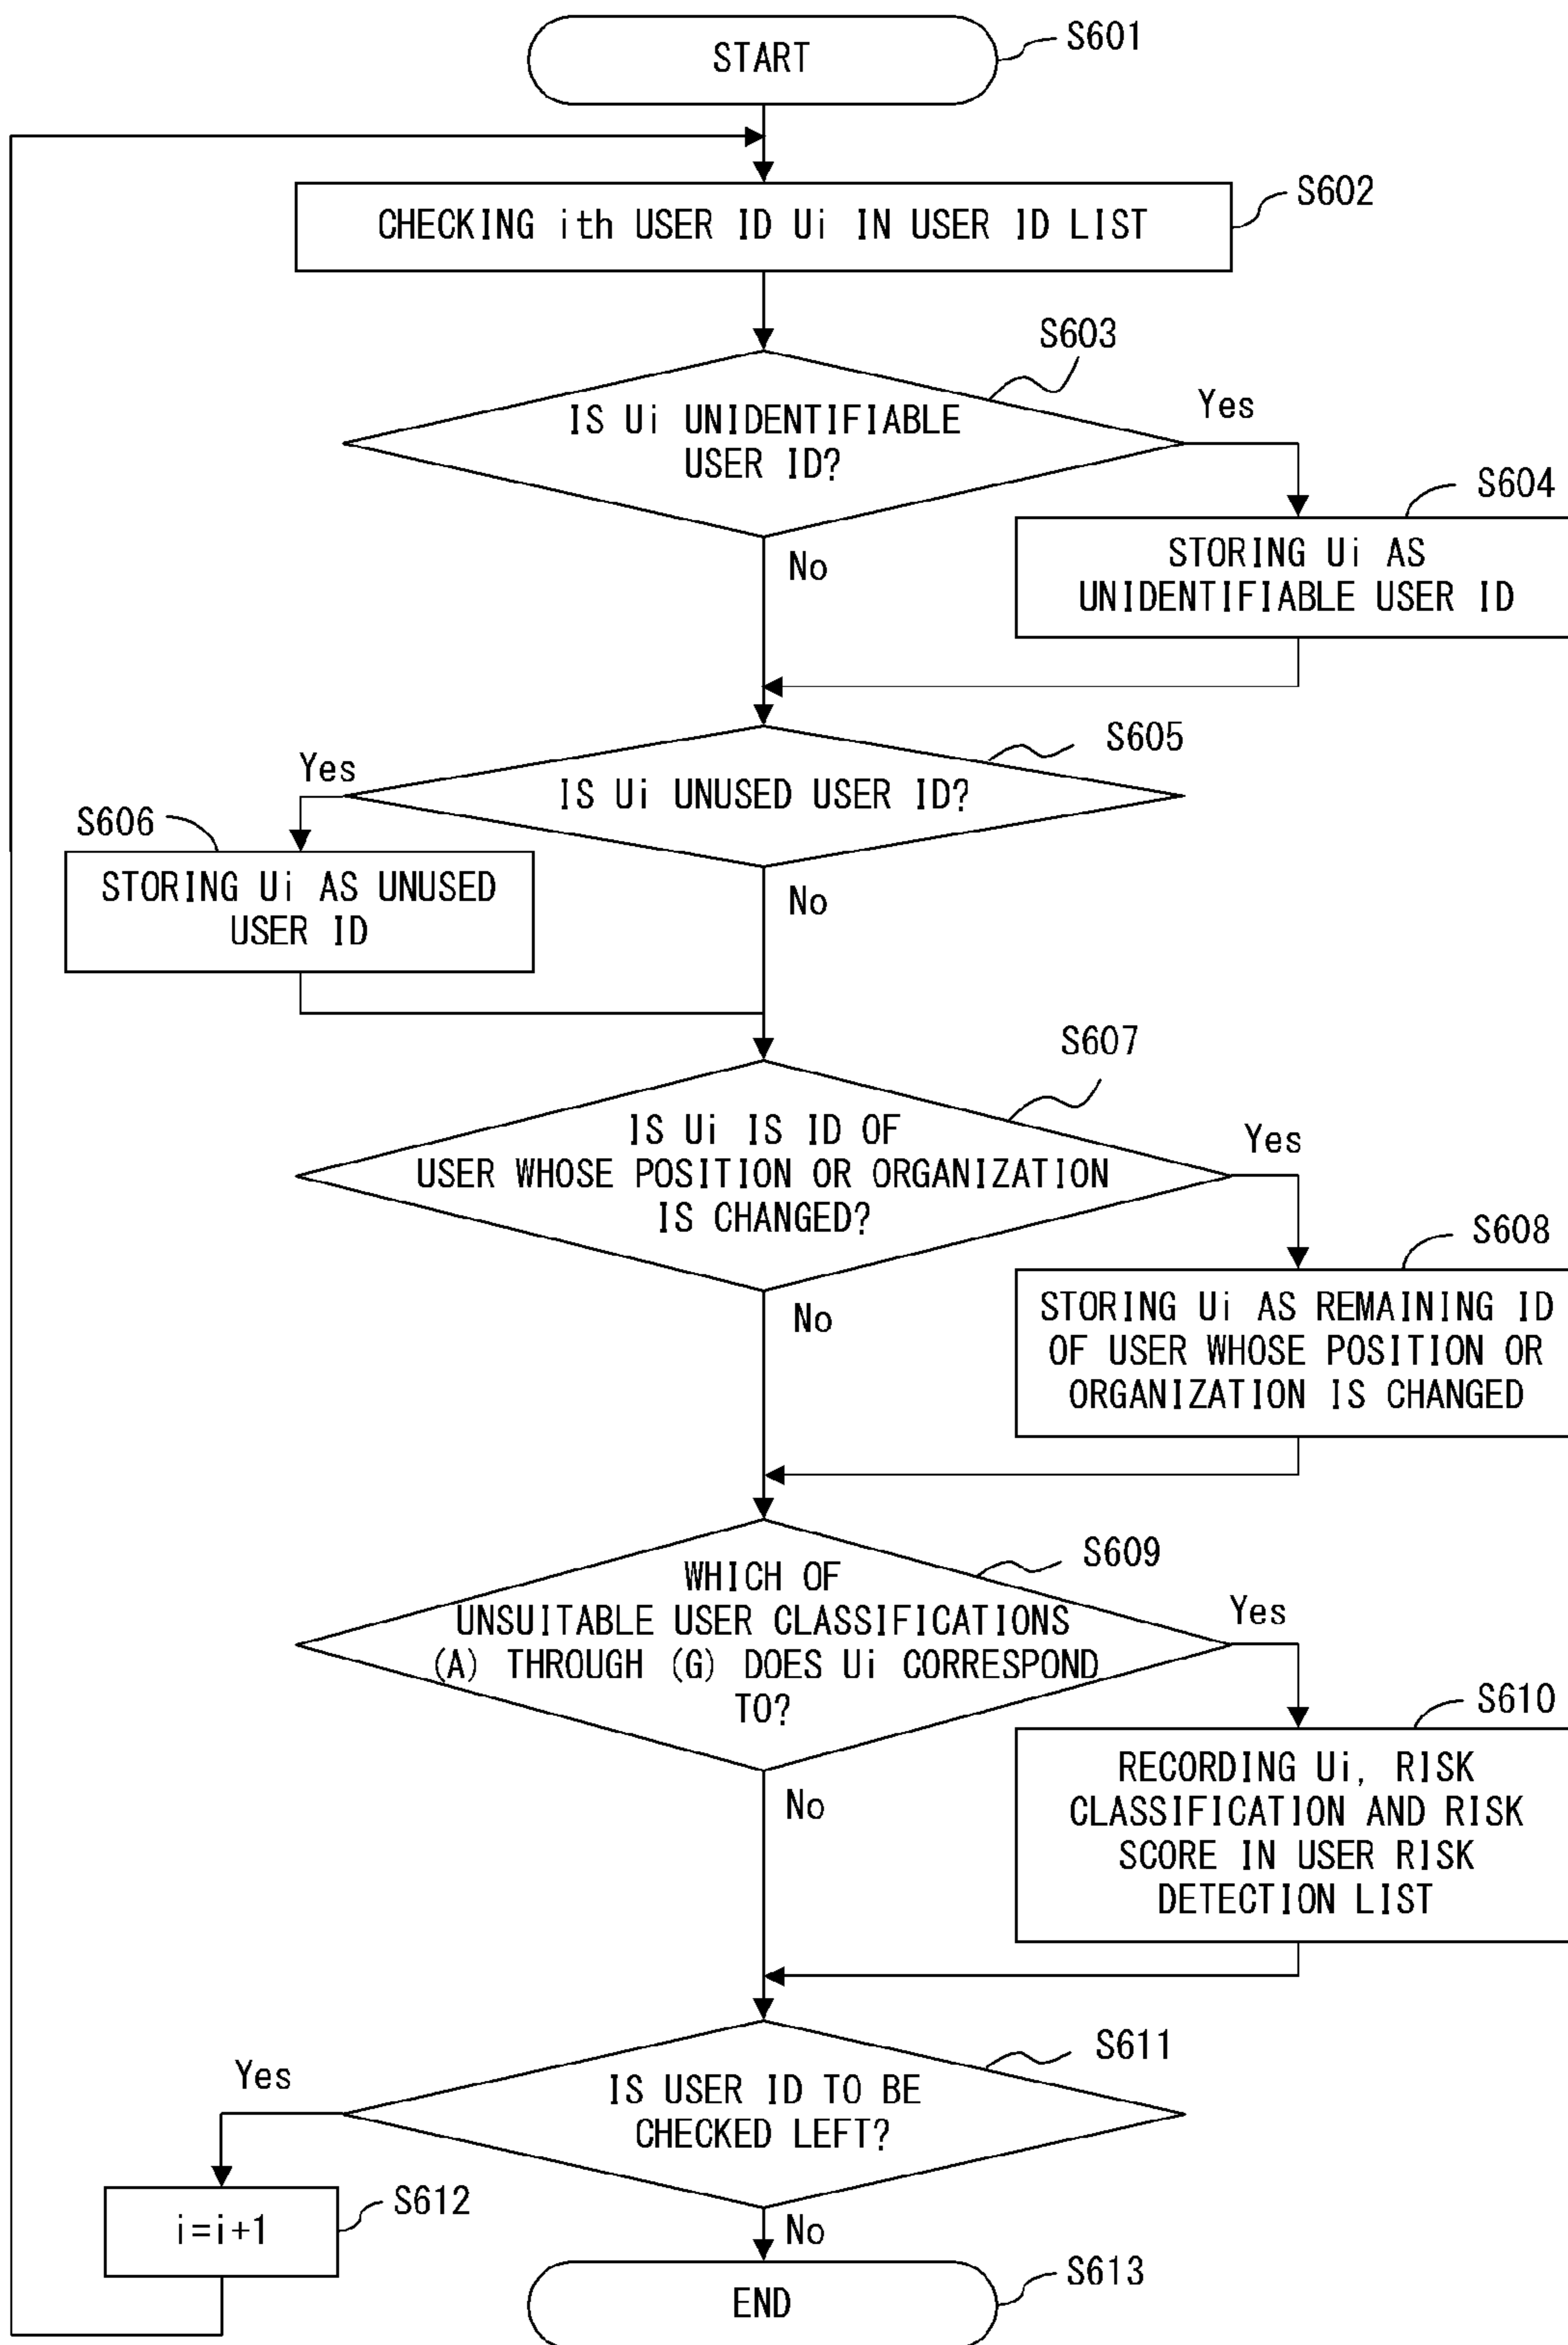 START
S601
CHECKING ith USER ID Ui IN USER ID LIST
S602
S603
IS Ui UNIDENTIFIABLE
USER ID?
Yes
No
S604
STORING Ui AS
UNIDENTIFIABLE USER ID
S605
IS Ui UNUSED USER ID?
Yes
No
S606
STORING Ui AS UNUSED
USER ID
S607
IS Ui IS ID OF
USER WHOSE POSITION OR ORGANIZATION
IS CHANGED?
Yes
No
S608
STORING Ui AS REMAINING ID
OF USER WHOSE POSITION OR
ORGANIZATION IS CHANGED
S609
WHICH OF
UNSUITABLE USER CLASSIFICATIONS
(A) THROUGH (G) DOES Ui CORRESPOND
TO?
Yes
No
S610
RECORDING Ui, RISK
CLASSIFICATION AND RISK
SCORE IN USER RISK
DETECTION LIST
S611
IS USER ID TO BE
CHECKED LEFT?
Yes
No
S612
i=i+1
END
S613